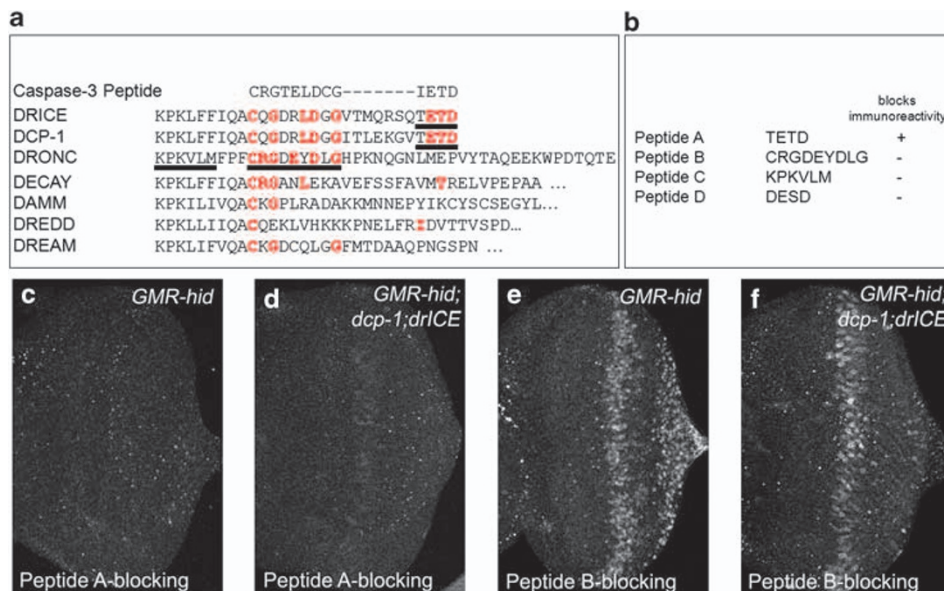 a
Caspase-3 Peptide CRGTELDCG-------IETD
DRICE KPKLFFIQACQGDRLDGGVTMQRSQTETD
DCP-1 KPKLFFIQACQGDRLDGGITLEKGVTEYD
DRONC KPKVLMFPFCRGDEYDLGHPKNQGNLMEPVYTAQEEKWPDTQTE
DECAY KPKLFFIQACRGANLEKAVEFSSFAVMTRELVPEPAA ...
DAMM KPKILIVQACKGPLRADAKKMNNEPYIKCYSCSEGYL...
DREDD KPKLLIIQACQEKLVHKKKPNELFRIDVTTVSPD...
DREAM KPKLIFVQACKGDCQLGGFMTDAAQPNGSPN ...
b
blocks
immunoreactivity
Peptide A TETD +
Peptide B CRGDEYDLG -
Peptide C KPKVLM -
Peptide D DESD -
c GMR-hid
Peptide A-blocking
d GMR-hid;
dcp-1;drICE
Peptide A-blocking
e GMR-hid
Peptide B-blocking
f GMR-hid;
dcp-1;drICE
Peptide B-blocking